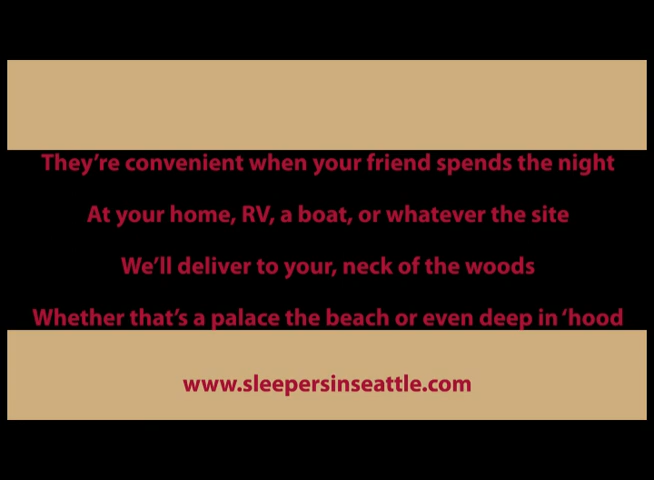 They're convenient when your friend spends the night
At your home, RV, a boat, or whatever the site
We'll deliver to your, neck of the woods
Whether that's a palace the beach or even deep in ‘hood
www.sleepersinseattle.com